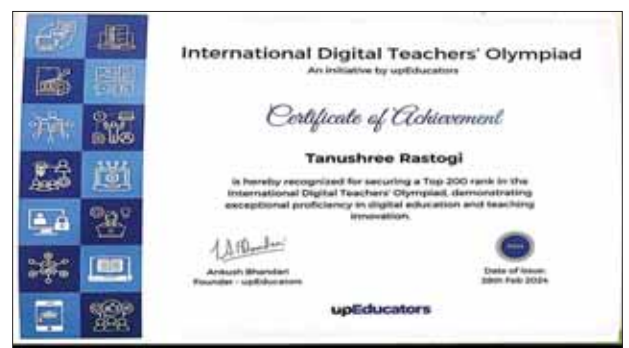 International Digital Teachers' Olympiad
An initiative by upEducators
Certificate of Achievement
Tanushree Rastogi
is hereby recognized for securing a Top 200 rank in the
International Digital Teachers' Olympiad, demonstrating
exceptional proficiency in digital education and teaching
innovation.
Ankush Bhandari
Founder - upEducators
Date of Issue:
28th Feb 2024
upEducators